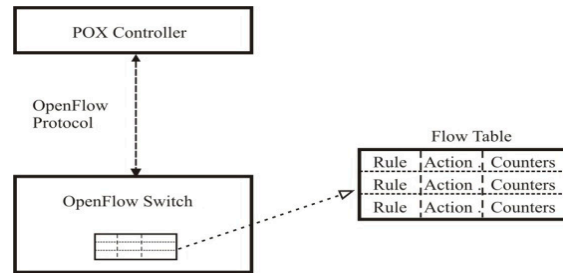 POX Controller
OpenFlow
Protocol
OpenFlow Switch
Flow Table
Rule Action . Counters
Rule Action . Counters
Rule Action . Counters